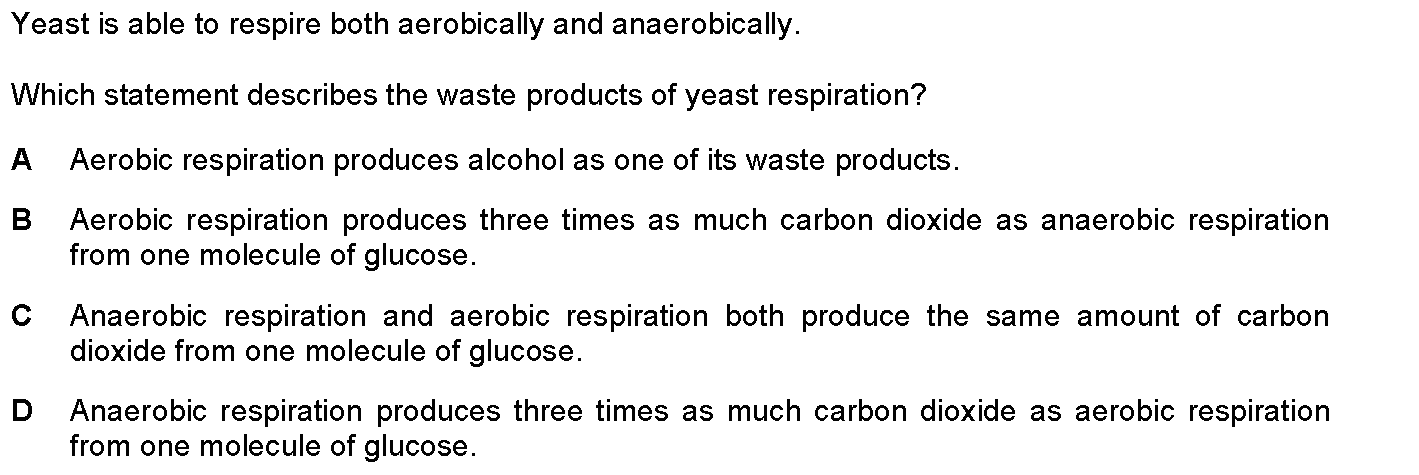 Yeast is able to respire both aerobically and anaerobically.
Which statement describes the waste products of yeast respiration?
A Aerobic respiration produces alcohol as one of its waste products.
B Aerobic respiration produces three times as much carbon dioxide as anaerobic respiration
from one molecule of glucose.
C Anaerobic respiration and aerobic respiration both produce the same amount of carbon
dioxide from one molecule of glucose.
D Anaerobic respiration produces three times as much carbon dioxide as aerobic respiration
from one molecule of glucose.